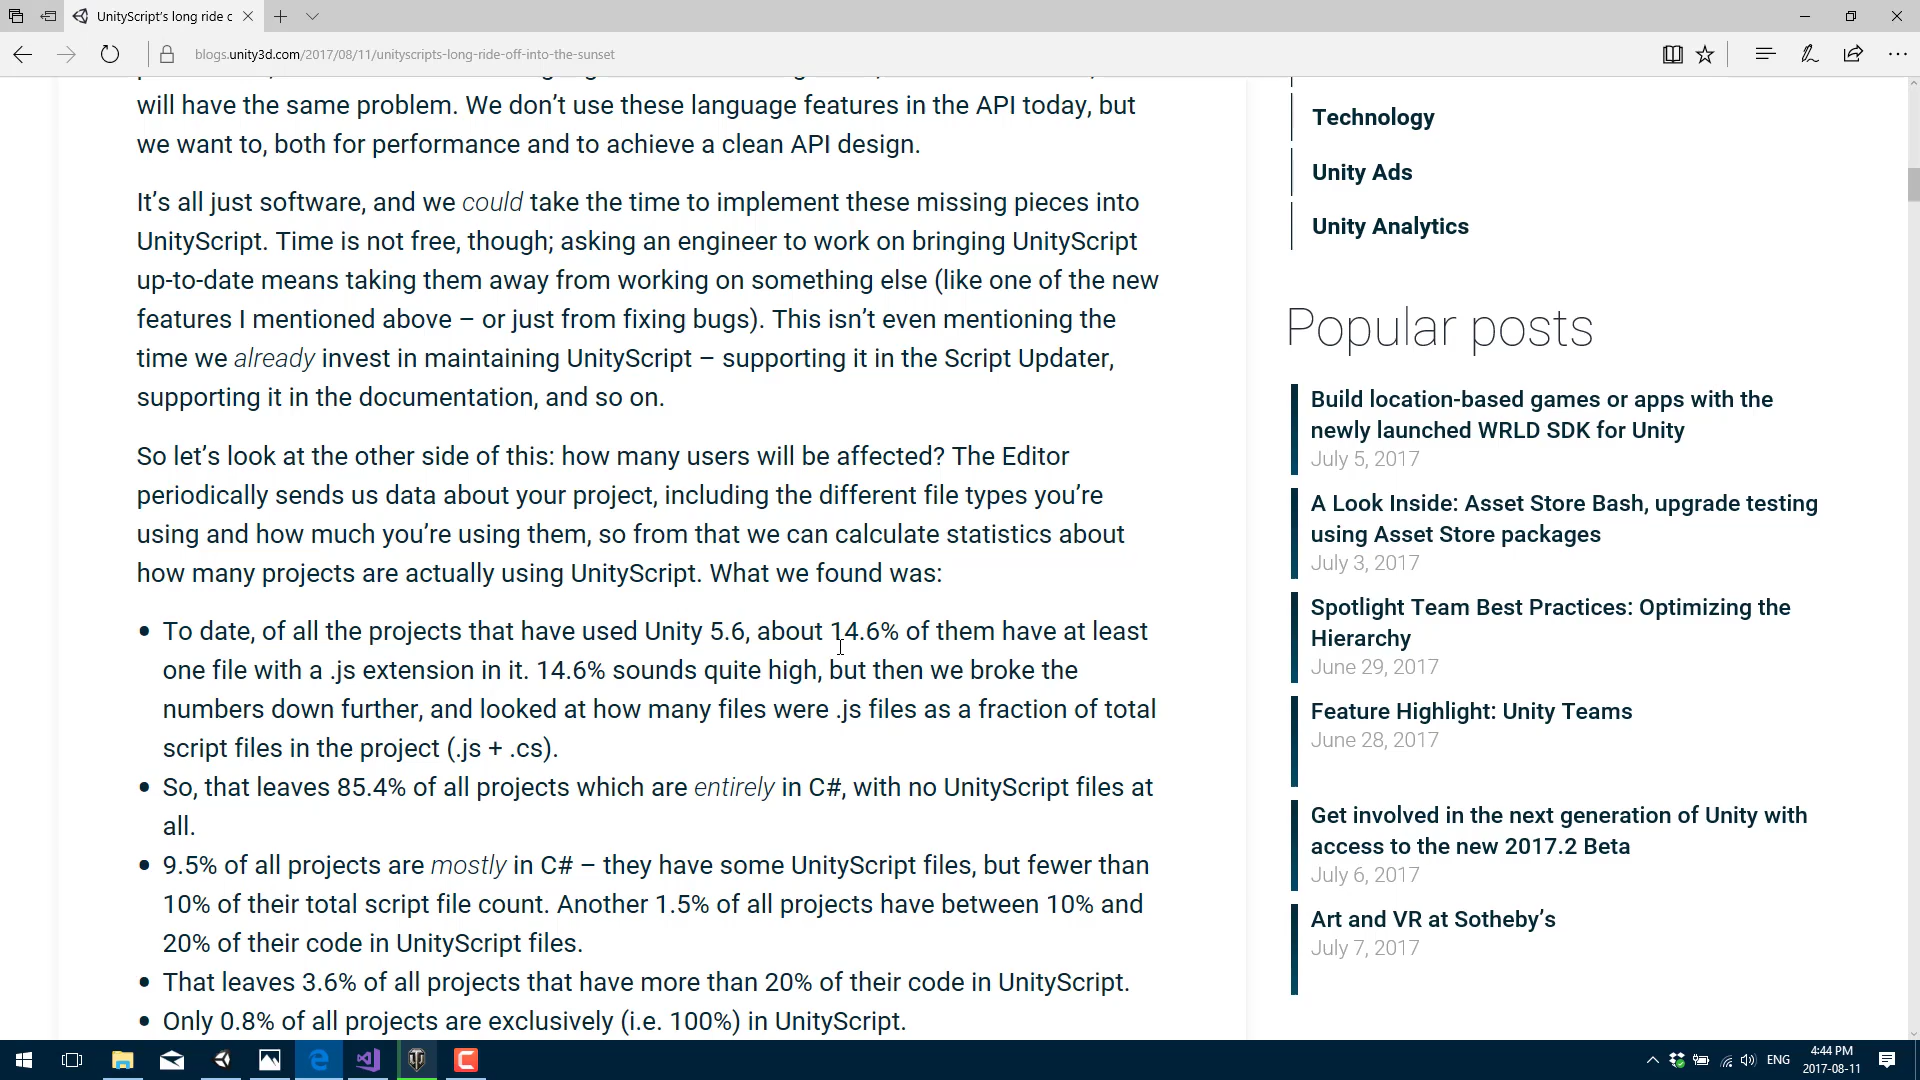 UnityScript's long ride c
blogs.unity3d.com/2017/08/11/unityscripts-long-ride-off-into-the-sunset
will have the same problem. We don't use these language features in the API today, but
we want to, both for performance and to achieve a clean API design.
It's all just software, and we could take the time to implement these missing pieces into
UnityScript. Time is not free, though; asking an engineer to work on bringing UnityScript
up-to-date means taking them away from working on something else (like one of the new
features I mentioned above – or just from fixing bugs). This isn't even mentioning the
time we already invest in maintaining UnityScript – supporting it in the Script Updater,
supporting it in the documentation, and so on.
So let's look at the other side of this: how many users will be affected? The Editor
periodically sends us data about your project, including the different file types you're
using and how much you're using them, so from that we can calculate statistics about
how many projects are actually using UnityScript. What we found was:
• To date, of all the projects that have used Unity 5.6, about 14.6% of them have at least
one file with a .js extension in it. 14.6% sounds quite high, but then we broke the
numbers down further, and looked at how many files were .js files as a fraction of total
script files in the project (.js + .cs).
• So, that leaves 85.4% of all projects which are entirely in C#, with no UnityScript files at
all.
• 9.5% of all projects are mostly in C# – they have some UnityScript files, but fewer than
10% of their total script file count. Another 1.5% of all projects have between 10% and
20% of their code in UnityScript files.
• That leaves 3.6% of all projects that have more than 20% of their code in UnityScript.
• Only 0.8% of all projects are exclusively (i.e. 100%) in UnityScript.
Technology
Unity Ads
Unity Analytics
Popular posts
Build location-based games or apps with the
newly launched WRLD SDK for Unity
July 5, 2017
A Look Inside: Asset Store Bash, upgrade testing
using Asset Store packages
July 3, 2017
Spotlight Team Best Practices: Optimizing the
Hierarchy
June 29, 2017
Feature Highlight: Unity Teams
June 28, 2017
Get involved in the next generation of Unity with
access to the new 2017.2 Beta
July 6, 2017
Art and VR at Sotheby's
July 7, 2017
ENG
4:44 PM
2017-08-11